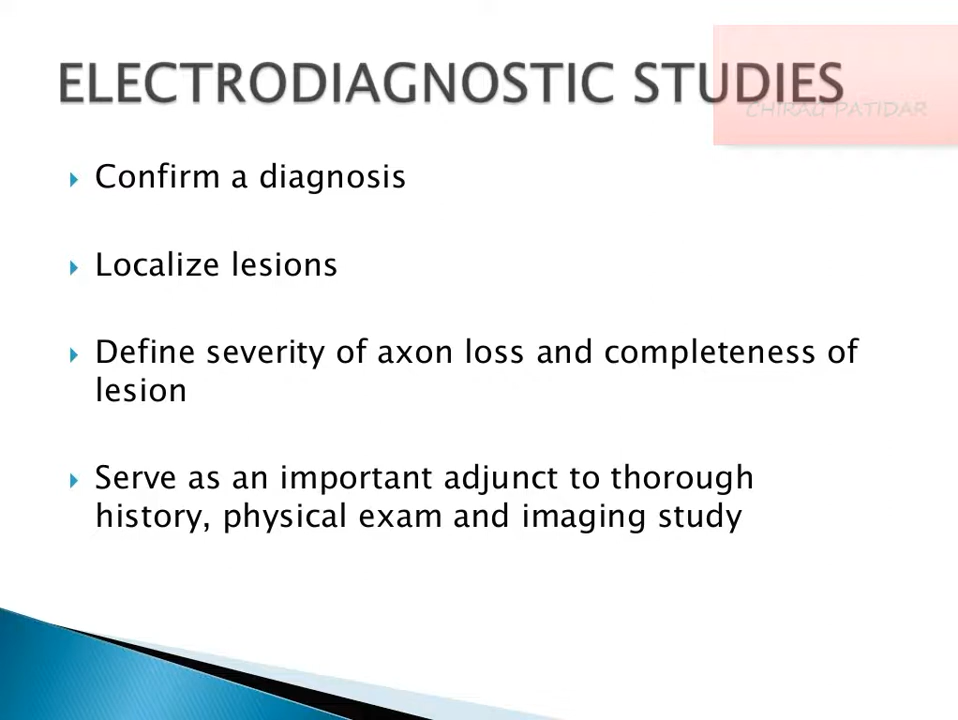 ELECTRODIAGNOSTIC STUDIES
CHIRAG PATIDAR
Confirm a diagnosis
Localize lesions
Define severity of axon loss and completeness of
lesion
Serve as an important adjunct to thorough
history, physical exam and imaging study